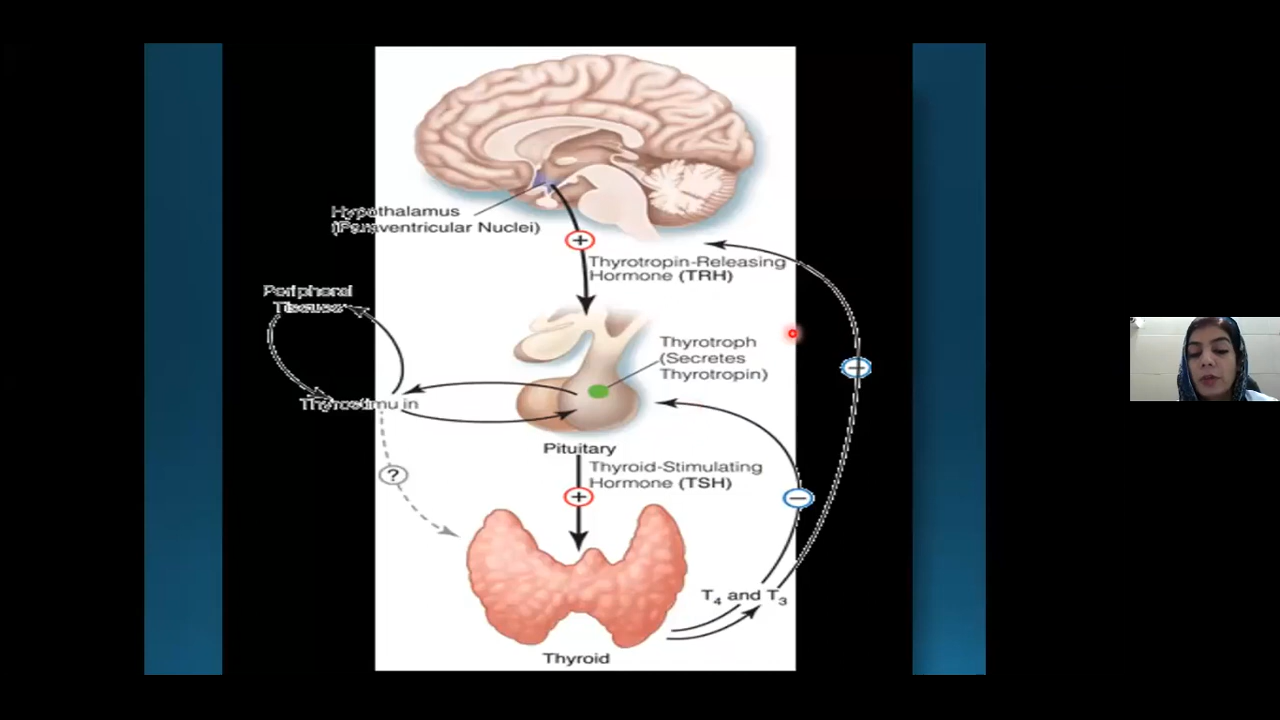 Hypothalamus
(Paraventricular Nuclei)
+
Thyrotropin-Releasing
Hormone (TRH)
Peripheral
Tissues
Thyrotroph
(Secretes
Thyrotropin)
−
Thyrostimulin
Pituitary
Thyroid-Stimulating
Hormone (TSH)
?
+
−
T₄ and T₃
Thyroid